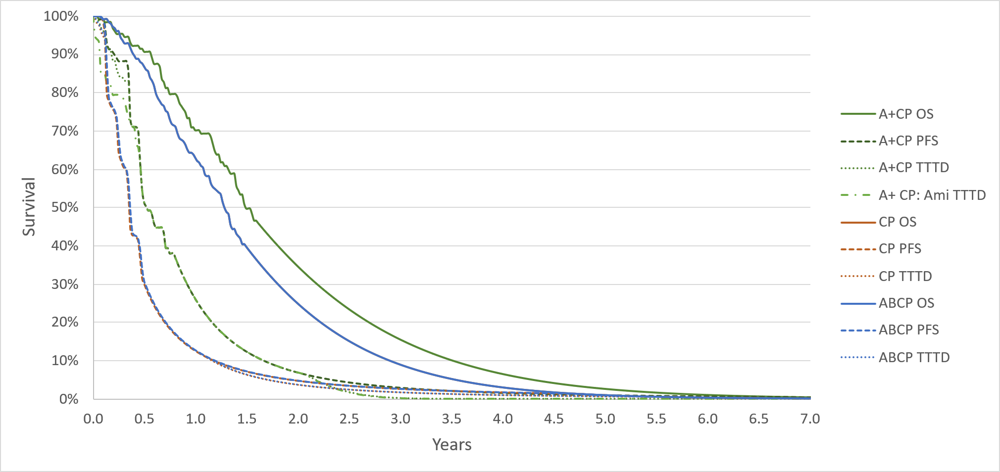 100%
90%
80%
70%
60%
50%
40%
30%
20%
10%
0%
Survival
0.0 0.5 1.0 1.5 2.0 2.5 3.0 3.5 4.0 4.5 5.0 5.5 6.0 6.5 7.0
Years
A+CP OS
A+CP PFS
A+CP TTTD
A+ CP: Ami TTTD
CP OS
CP PFS
CP TTTD
ABCP OS
ABCP PFS
ABCP TTTD